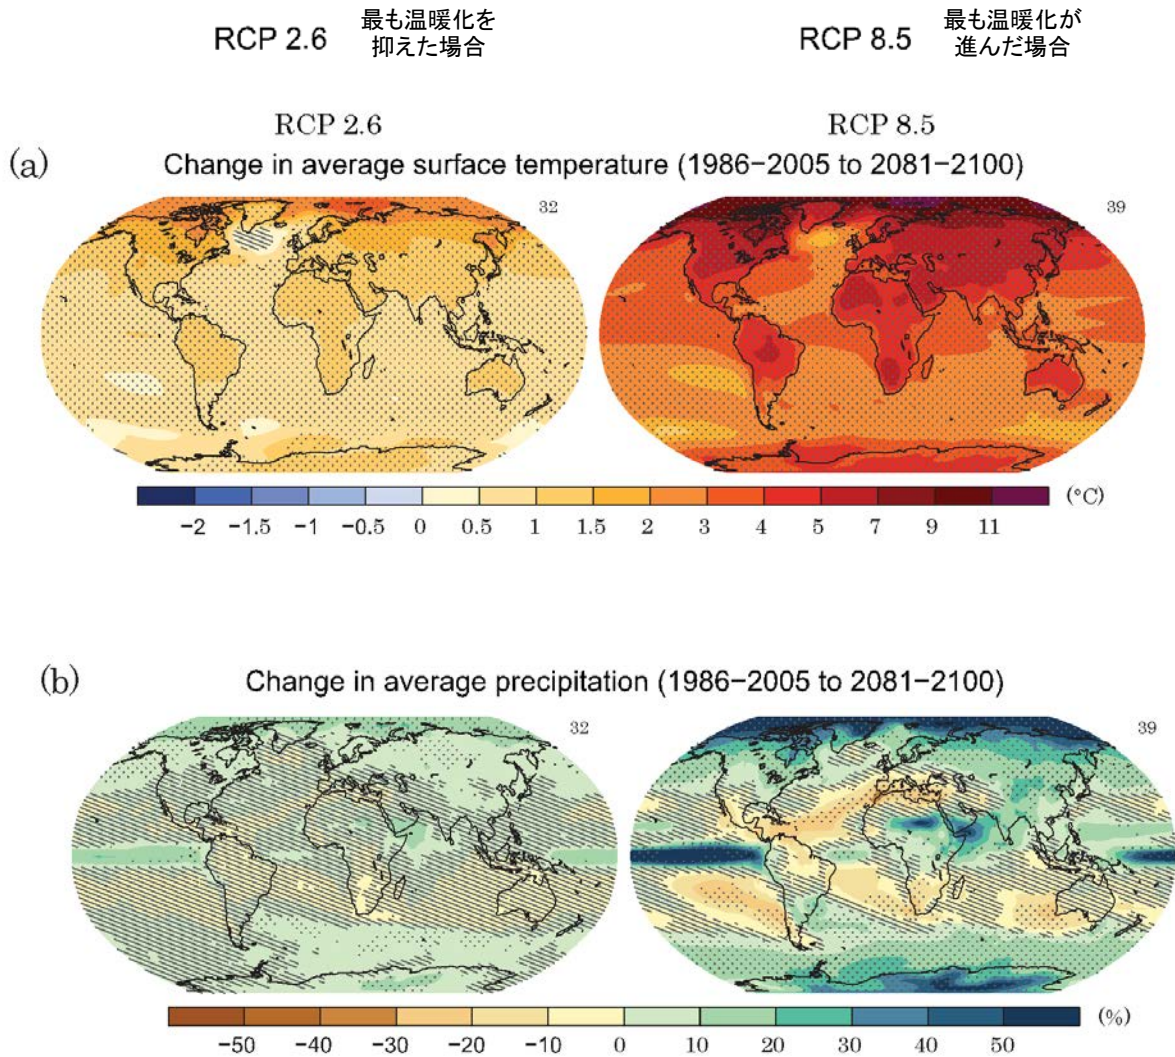 RCP 2.6
最も温暖化を
抑えた場合
RCP 8.5
最も温暖化が
進んだ場合
RCP 2.6
RCP 8.5
(a)
Change in average surface temperature (1986−2005 to 2081−2100)
32
39
−2 −1.5 −1 −0.5 0 0.5 1 1.5 2 3 4 5 7 9 11
(°C)
(b)
Change in average precipitation (1986−2005 to 2081−2100)
32
39
−50 −40 −30 −20 −10 0 10 20 30 40 50
(%)